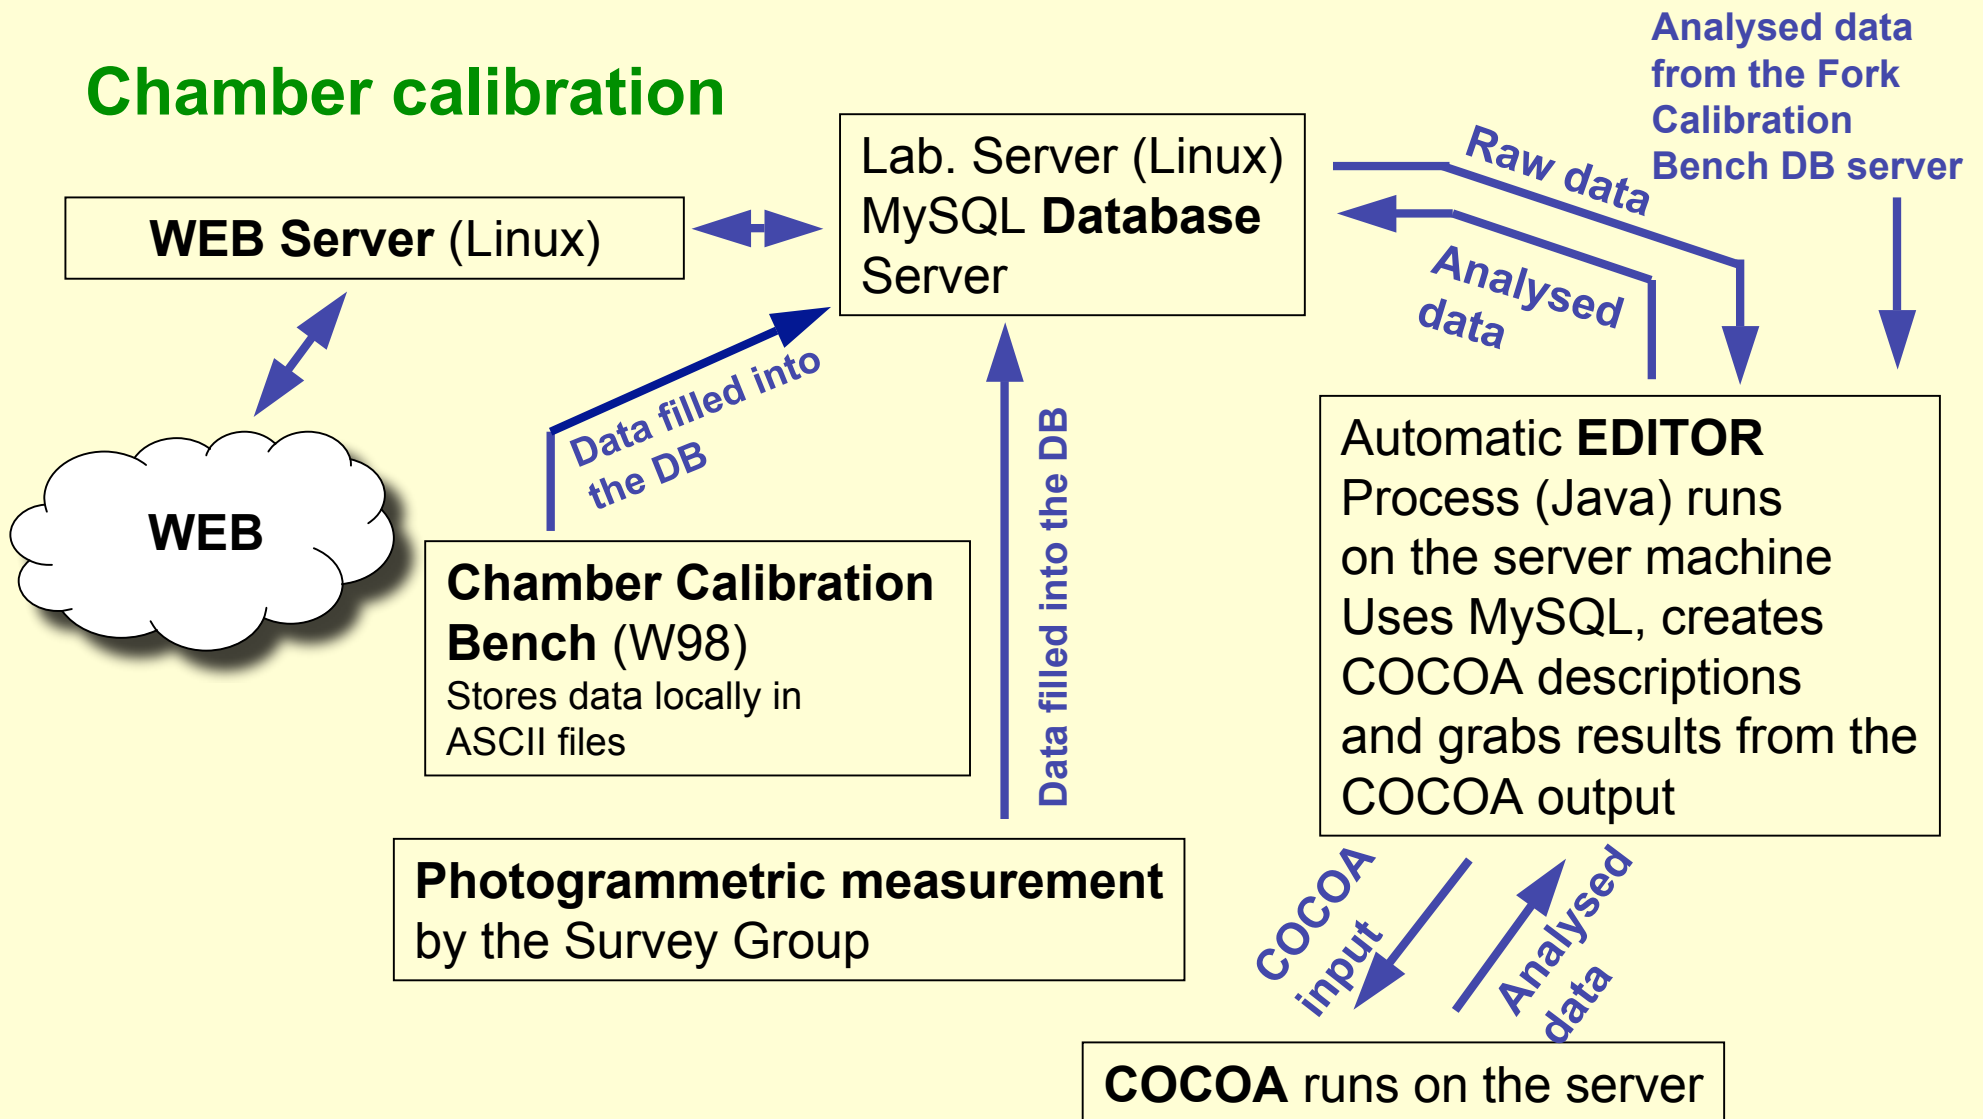 Chamber calibration
Analysed data
from the Fork
Calibration
Bench DB server
WEB Server (Linux)
Lab. Server (Linux)
MySQL Database
Server
Raw data
Analysed
data
WEB
Data filled into
the DB
Chamber Calibration
Bench (W98)
Stores data locally in
ASCII files
Data filled into the DB
Automatic EDITOR
Process (Java) runs
on the server machine
Uses MySQL, creates
COCOA descriptions
and grabs results from the
COCOA output
Photogrammetric measurement
by the Survey Group
COCOA
input
Analysed
data
COCOA runs on the server